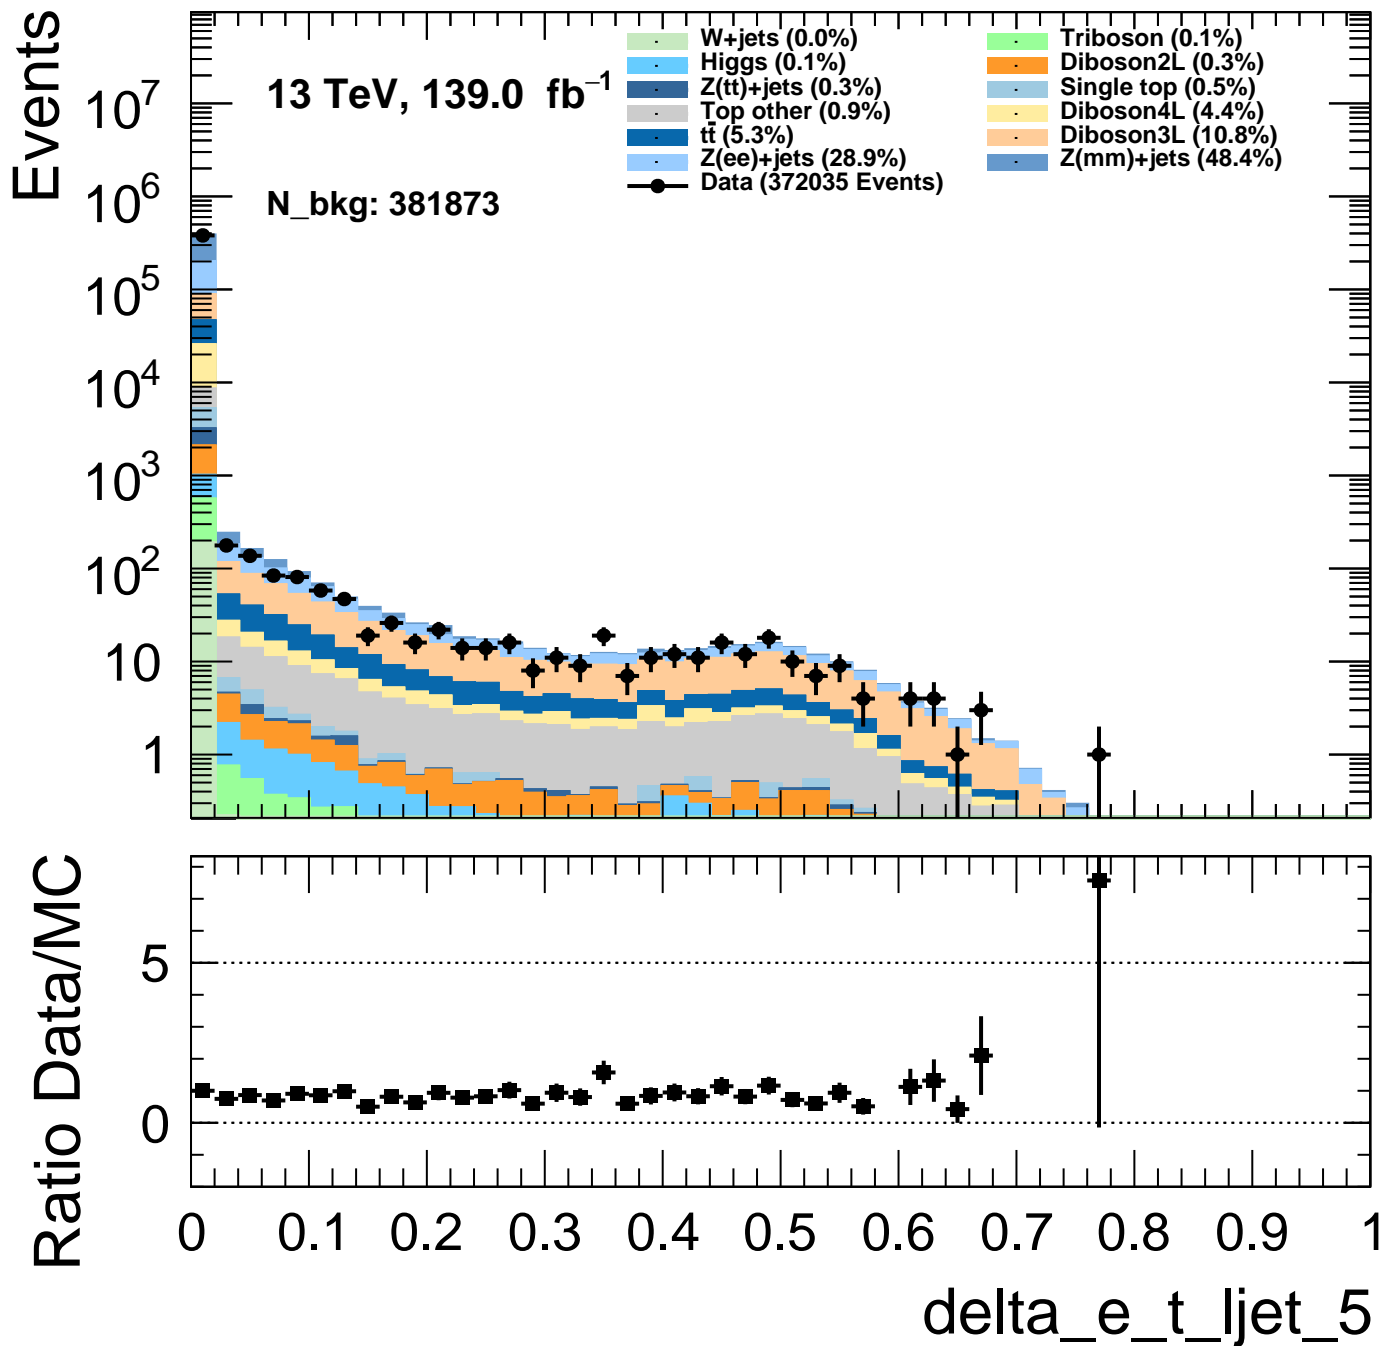 Events
10^7
10^6
10^5
10^4
10^3
10^2
10
1
13 TeV, 139.0 fb^−1
N_bkg: 381873
W+jets (0.0%)
Higgs (0.1%)
Z(tt)+jets (0.3%)
Top other (0.9%)
tt̄ (5.3%)
Z(ee)+jets (28.9%)
Data (372035 Events)
Triboson (0.1%)
Diboson2L (0.3%)
Single top (0.5%)
Diboson4L (4.4%)
Diboson3L (10.8%)
Z(mm)+jets (48.4%)
Ratio Data/MC
5
0
0 0.1 0.2 0.3 0.4 0.5 0.6 0.7 0.8 0.9 1
delta_e_t_ljet_5